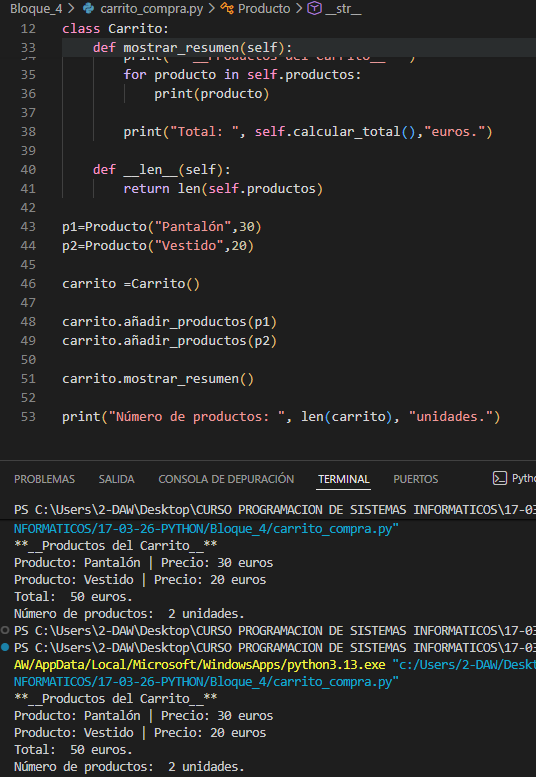 Bloque_4 > carrito_compra.py > Producto > __str__
12 class Carrito:
33 def mostrar_resumen(self):
34 print("**__Productos del Carrito__**")
35 for producto in self.productos:
36 print(producto)
37
38 print("Total: ", self.calcular_total(),"euros.")
39
40 def __len__(self):
41 return len(self.productos)
42
43 p1=Producto("Pantalón",30)
44 p2=Producto("Vestido",20)
45
46 carrito =Carrito()
47
48 carrito.añadir_productos(p1)
49 carrito.añadir_productos(p2)
50
51 carrito.mostrar_resumen()
52
53 print("Número de productos: ", len(carrito), "unidades.")
PROBLEMAS SALIDA CONSOLA DE DEPURACIÓN TERMINAL PUERTOS Pytho
PS C:\Users\2-DAW\Desktop\CURSO PROGRAMACION DE SISTEMAS INFORMATICOS\17-03
NFORMATICOS/17-03-26-PYTHON/Bloque_4/carrito_compra.py"
**__Productos del Carrito__**
Producto: Pantalón | Precio: 30 euros
Producto: Vestido | Precio: 20 euros
Total:  50 euros.
Número de productos:  2 unidades.
PS C:\Users\2-DAW\Desktop\CURSO PROGRAMACION DE SISTEMAS INFORMATICOS\17-03
PS C:\Users\2-DAW\Desktop\CURSO PROGRAMACION DE SISTEMAS INFORMATICOS\17-03
AW/AppData/Local/Microsoft/WindowsApps/python3.13.exe "c:/Users/2-DAW/Deskt
NFORMATICOS/17-03-26-PYTHON/Bloque_4/carrito_compra.py"
**__Productos del Carrito__**
Producto: Pantalón | Precio: 30 euros
Producto: Vestido | Precio: 20 euros
Total:  50 euros.
Número de productos:  2 unidades.